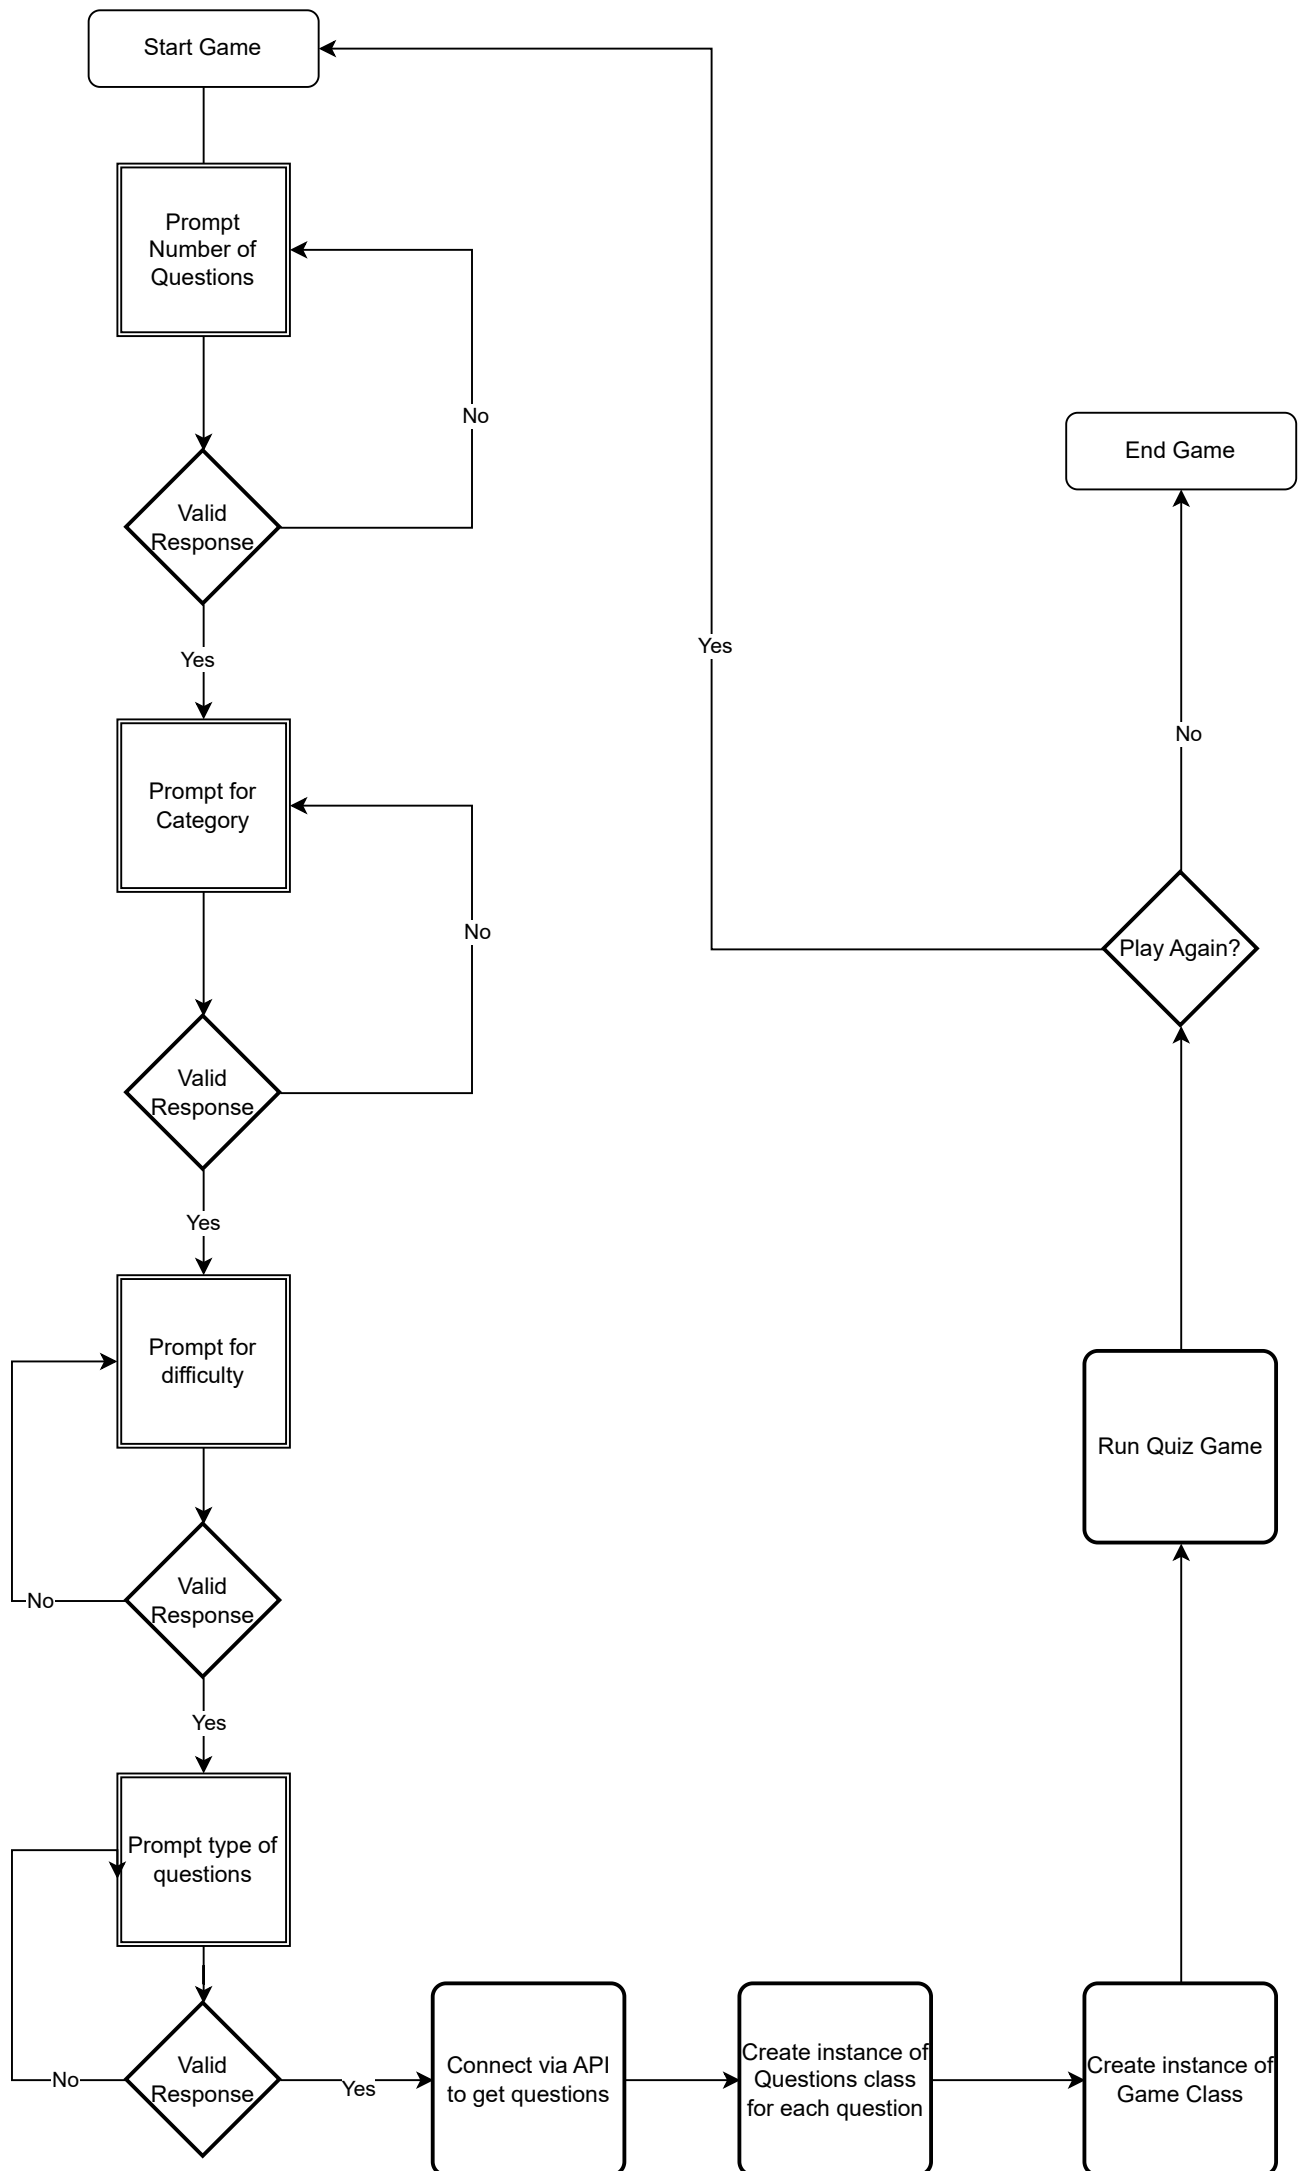 Start Game
Prompt
Number of
Questions
No
Valid
Response
Yes
Prompt for
Category
No
Valid
Response
Yes
Prompt for
difficulty
Valid
Response
No
Yes
Prompt type of
questions
Valid
Response
No
Yes
Connect via API
to get questions
Create instance of
Questions class
for each question
Create instance of
Game Class
Run Quiz Game
Play Again?
Yes
No
End Game